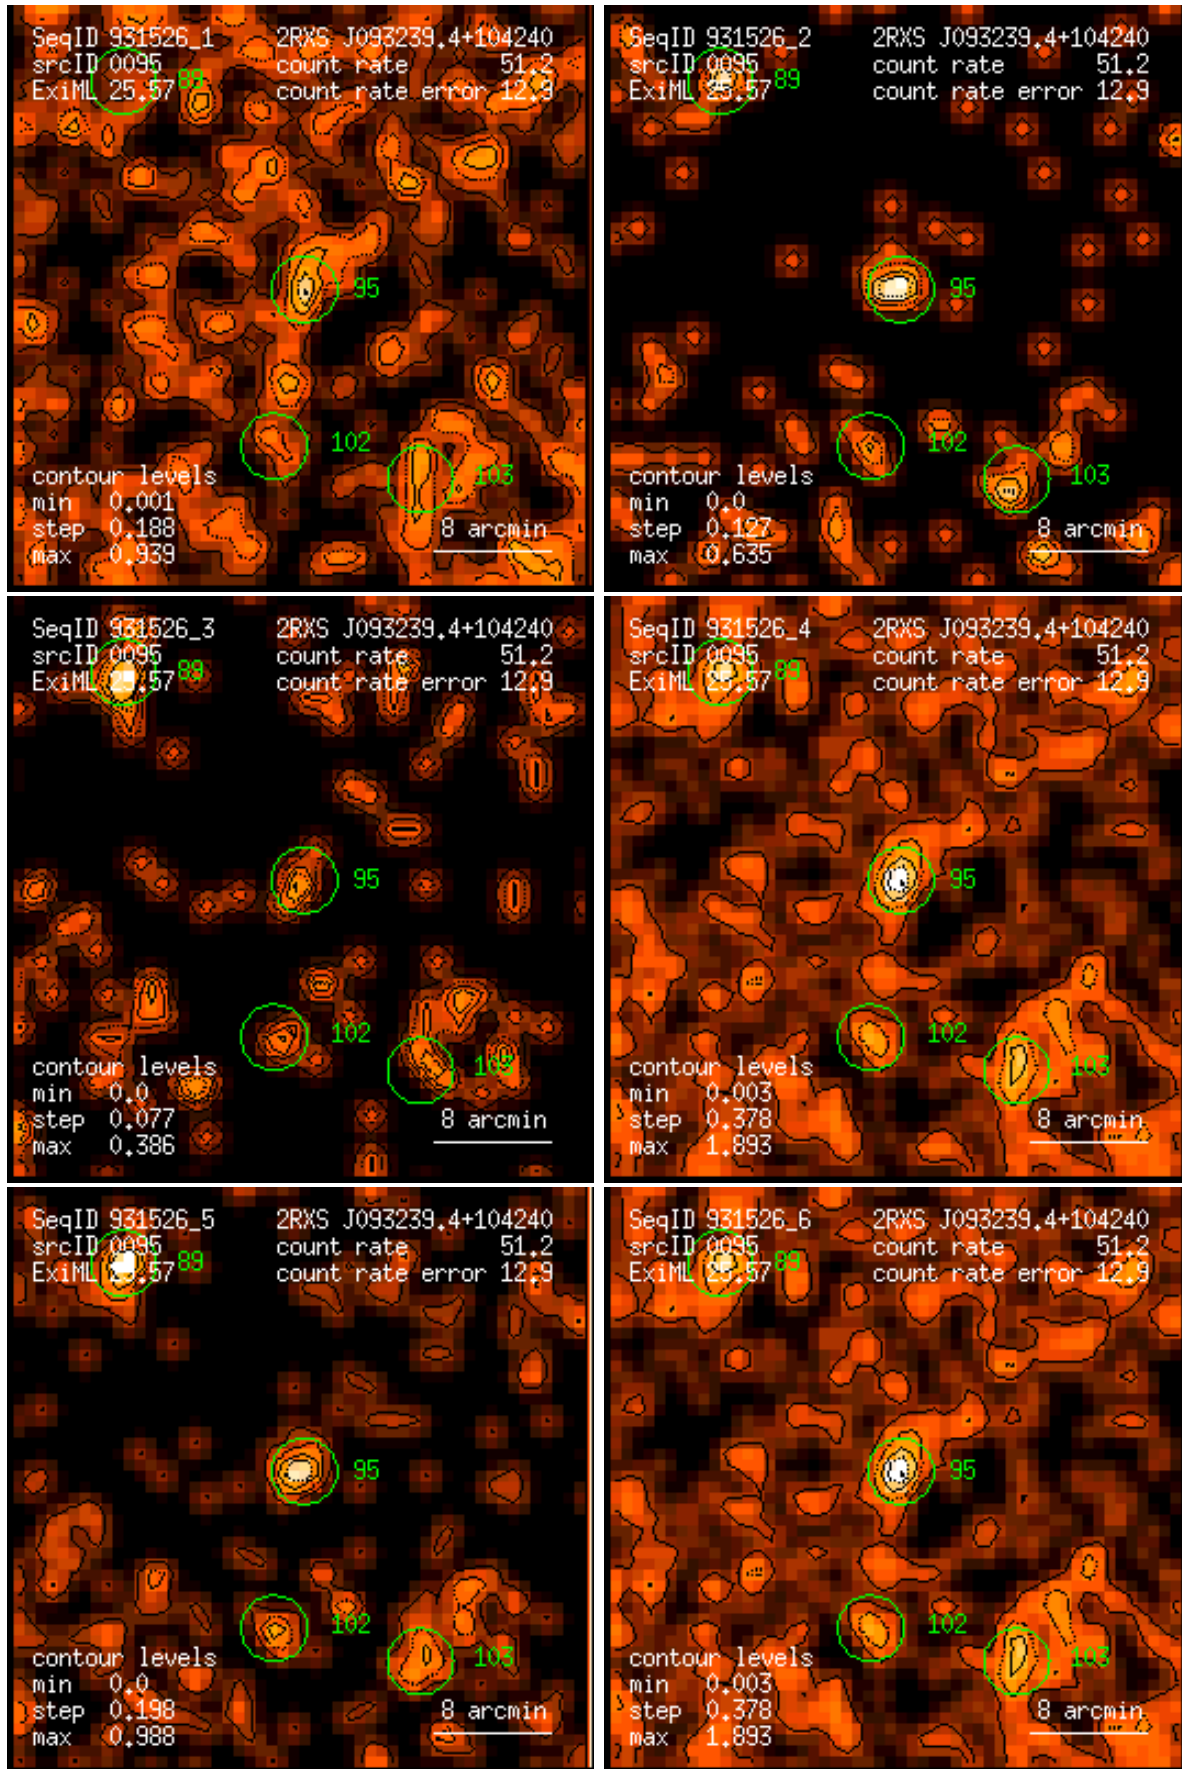 SeqID 931526_1 2RXS J093239.4+104240
srcID 0095 89 count rate 51.2
ExiML 25.57 count rate error 12.9
95
102
103
contour levels
min 0.001
step 0.188 8 arcmin
max 0.939
SeqID 931526_2 2RXS J093239.4+104240
srcID 0095 89 count rate 51.2
ExiML 25.57 count rate error 12.9
95
102
103
contour levels
min 0.0
step 0.127 8 arcmin
max 0.635
SeqID 931526_3 2RXS J093239.4+104240
srcID 0095 89 count rate 51.2
ExiML 25.57 count rate error 12.9
95
102
103
contour levels
min 0.0
step 0.077 8 arcmin
max 0.386
SeqID 931526_4 2RXS J093239.4+104240
srcID 0095 89 count rate 51.2
ExiML 25.57 count rate error 12.9
95
102
103
contour levels
min 0.003
step 0.378 8 arcmin
max 1.893
SeqID 931526_5 2RXS J093239.4+104240
srcID 0095 89 count rate 51.2
ExiML 25.57 count rate error 12.9
95
102
103
contour levels
min 0.0
step 0.198 8 arcmin
max 0.988
SeqID 931526_6 2RXS J093239.4+104240
srcID 0095 89 count rate 51.2
ExiML 25.57 count rate error 12.9
95
102
103
contour levels
min 0.003
step 0.378 8 arcmin
max 1.893